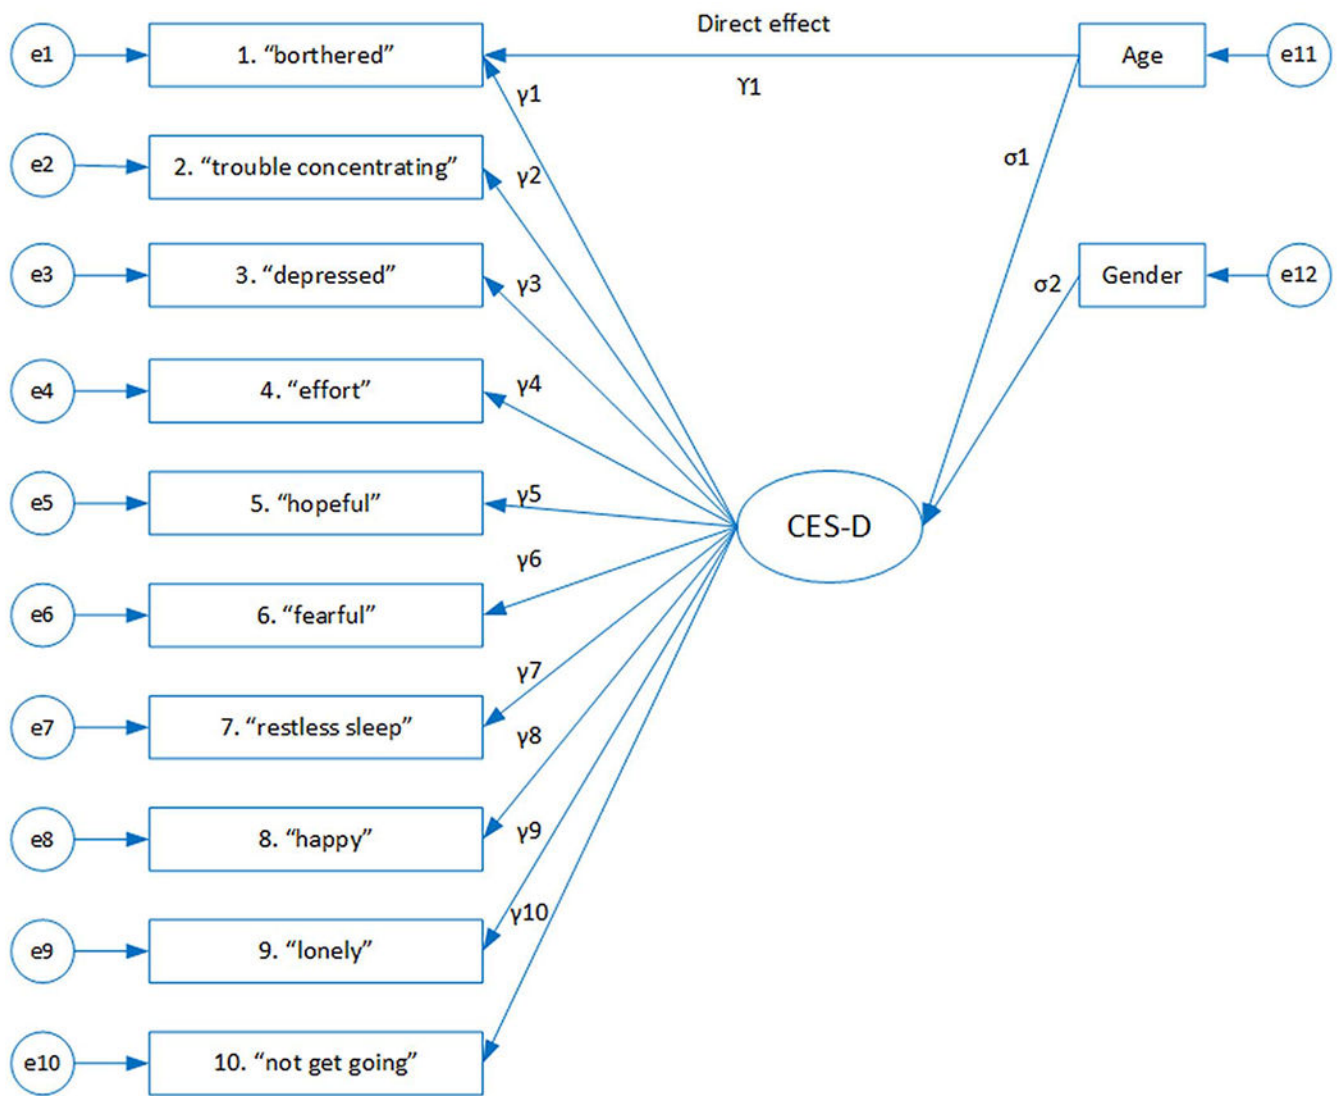 Direct effect
e1
1. “borthered”
Age
e11
γ1
ϒ1
e2
2. “trouble concentrating”
γ2
σ1
e3
3. “depressed”
γ3
σ2
Gender
e12
e4
4. “effort”
γ4
e5
5. “hopeful”
γ5
CES-D
e6
6. “fearful”
γ6
e7
7. “restless sleep”
γ7
e8
8. “happy”
γ8
e9
9. “lonely”
γ9
γ10
e10
10. “not get going”